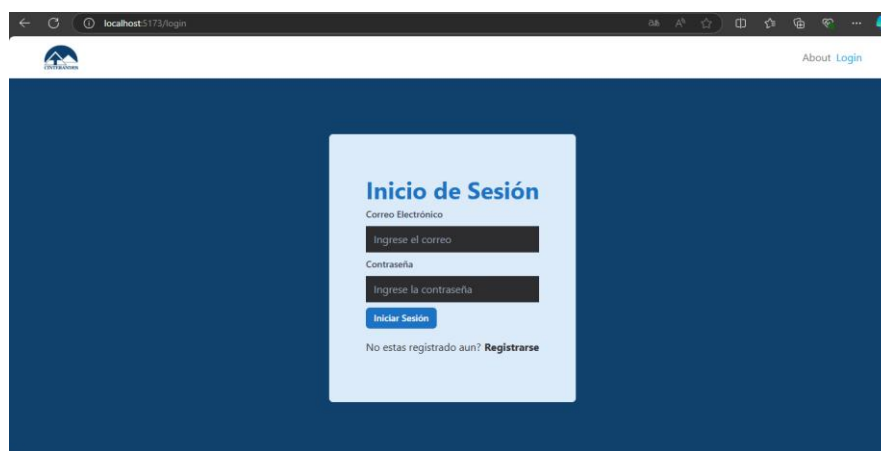 localhost:5173/login
CINTERANDES
About Login
Inicio de Sesión
Correo Electrónico
Ingrese el correo
Contraseña
Ingrese la contraseña
Iniciar Sesión
No estas registrado aun? Registrarse